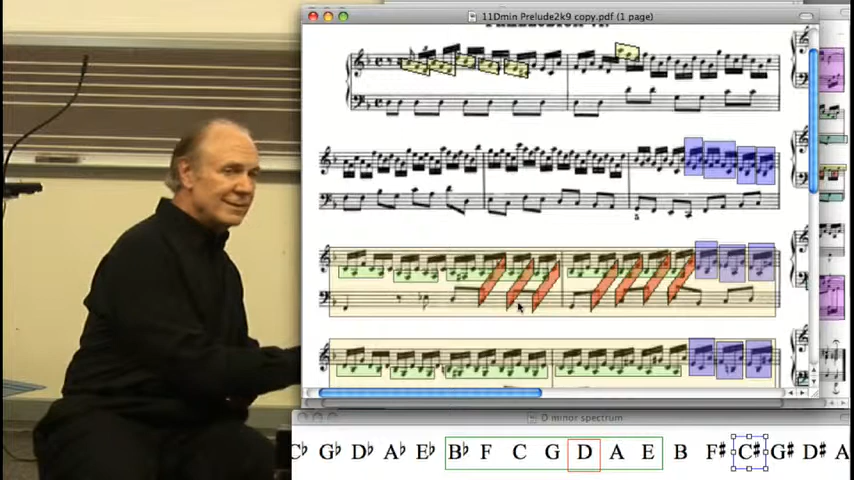 11Dmin Prelude2k9 copy.pdf (1 page)
D minor spectrum
C♭ G♭ D♭ A♭ E♭ B♭ F C G D A E B F♯ C♯ G♯ D♯ A